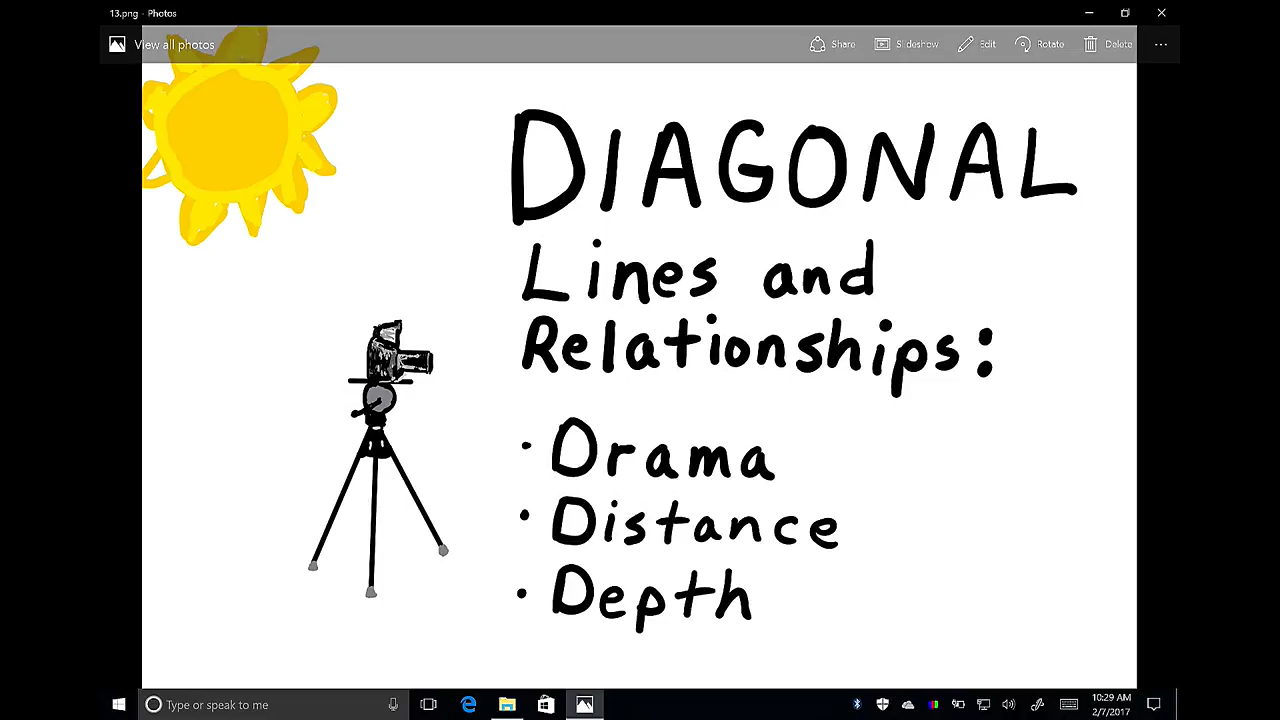 13.png - Photos
View all photos
Share
Slideshow
Edit
Rotate
Delete
DIAGONAL
Lines and
Relationships:
· Drama
· Distance
· Depth
Type or speak to me
10:29 AM
2/7/2017